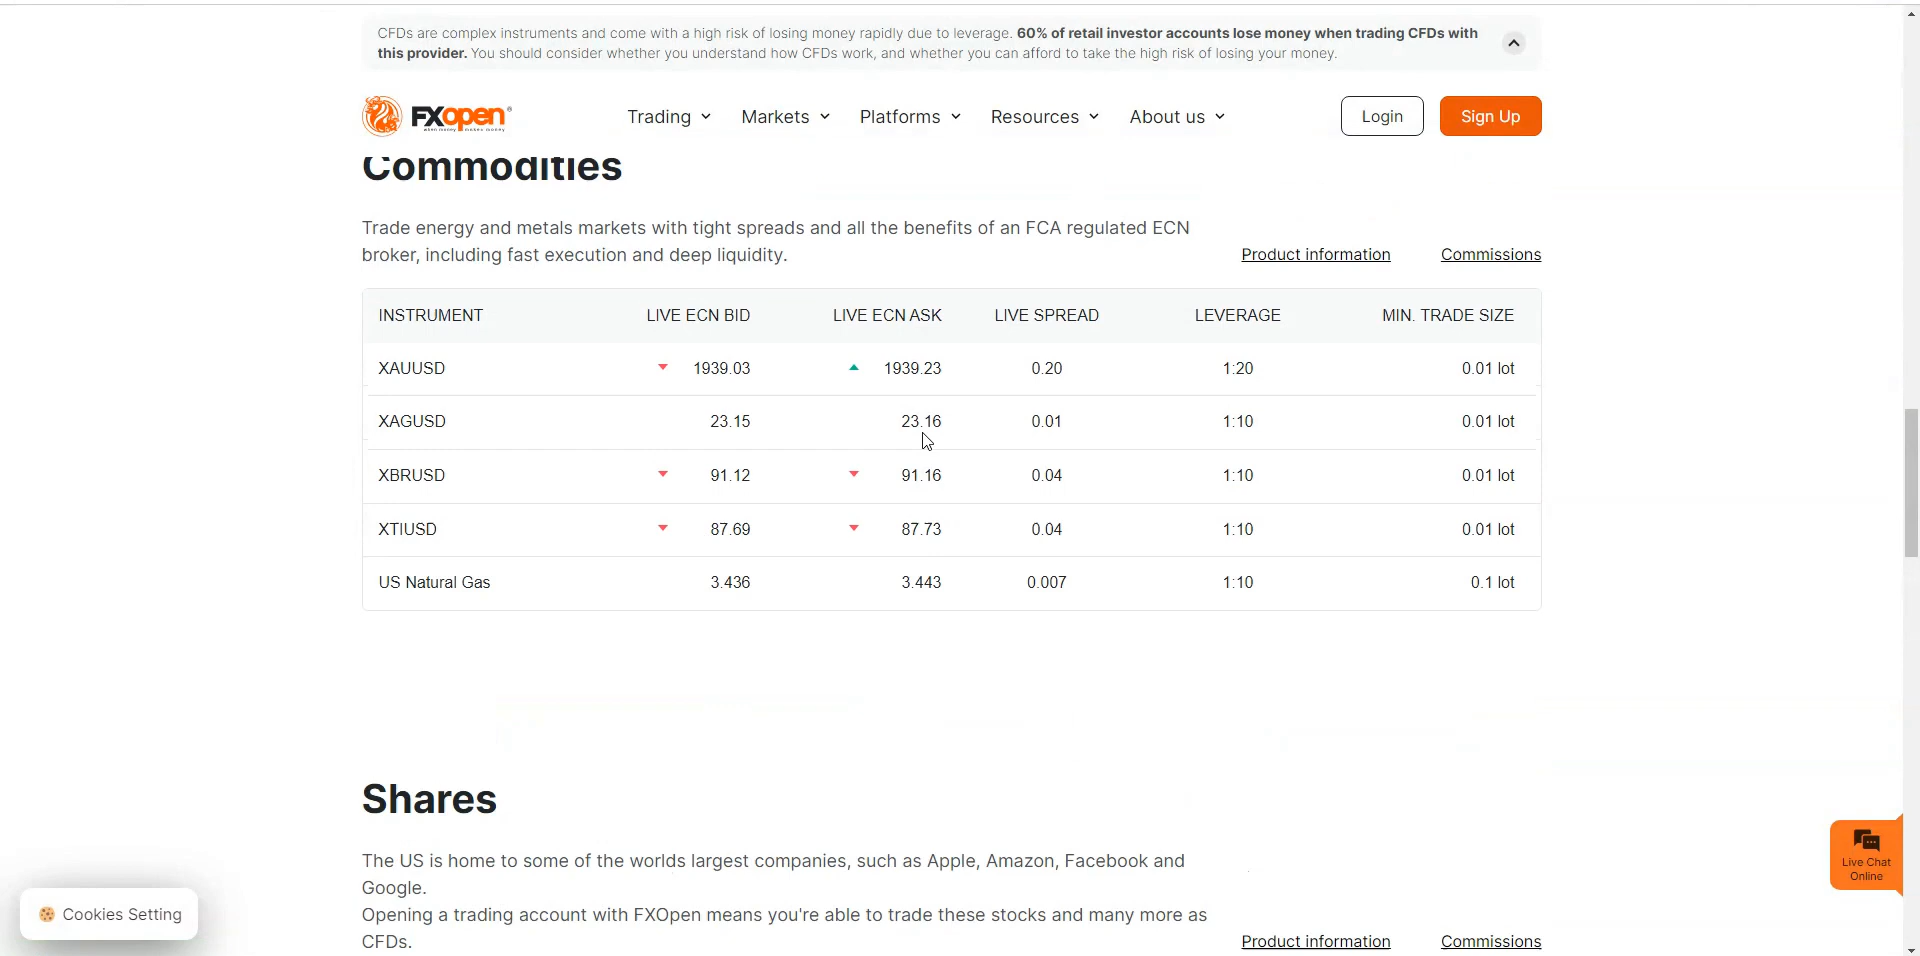 CFDs are complex instruments and come with a high risk of losing money rapidly due to leverage. 60% of retail investor accounts lose money when trading CFDs with
this provider. You should consider whether you understand how CFDs work, and whether you can afford to take the high risk of losing your money.
FXopen Trading Markets Platforms Resources About us Login Sign Up
when money makes money
Commodities
Trade energy and metals markets with tight spreads and all the benefits of an FCA regulated ECN
broker, including fast execution and deep liquidity. Product information Commissions
INSTRUMENT LIVE ECN BID LIVE ECN ASK LIVE SPREAD LEVERAGE MIN. TRADE SIZE
XAUUSD 1939.03 1939.23 0.20 1:20 0.01 lot
XAGUSD 23.15 23.16 0.01 1:10 0.01 lot
XBRUSD 91.12 91.16 0.04 1:10 0.01 lot
XTIUSD 87.69 87.73 0.04 1:10 0.01 lot
US Natural Gas 3.436 3.443 0.007 1:10 0.1 lot
Shares
The US is home to some of the worlds largest companies, such as Apple, Amazon, Facebook and
Google.
Opening a trading account with FXOpen means you're able to trade these stocks and many more as
CFDs. Product information Commissions
Live Chat
Online
Cookies Setting